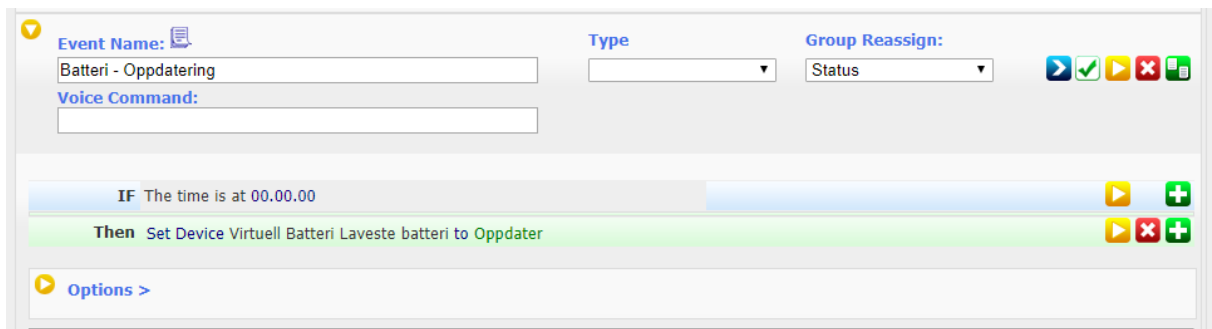 Event Name:
Type
Group Reassign:
Batteri - Oppdatering
Status
Voice Command:
IF The time is at 00.00.00
Then Set Device Virtuell Batteri Laveste batteri to Oppdater
Options >